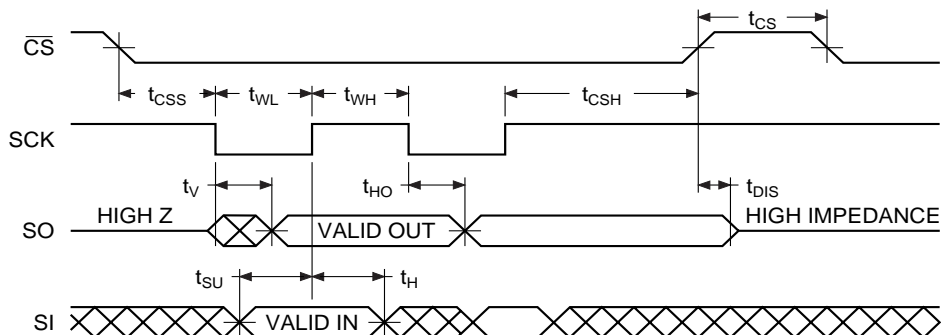 t_CS
C̅S̅
t_CSS t_WL t_WH t_CSH
SCK
t_V t_HO t_DIS
HIGH Z HIGH IMPEDANCE
SO VALID OUT
t_SU t_H
SI VALID IN